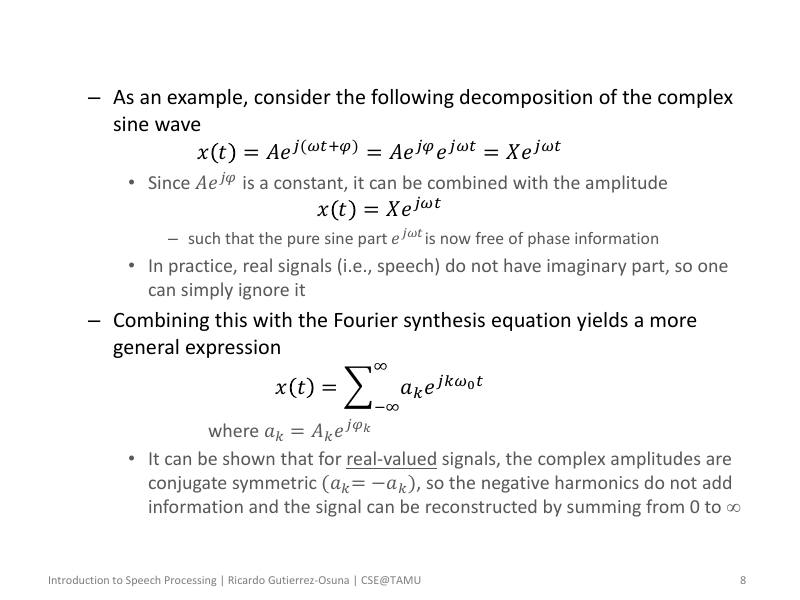 – As an example, consider the following decomposition of the complex
sine wave
x(t) = Ae^{j(ωt+φ)} = Ae^{jφ}e^{jωt} = Xe^{jωt}
• Since Ae^{jφ} is a constant, it can be combined with the amplitude
x(t) = Xe^{jωt}
– such that the pure sine part e^{jωt} is now free of phase information
• In practice, real signals (i.e., speech) do not have imaginary part, so one
can simply ignore it
– Combining this with the Fourier synthesis equation yields a more
general expression
x(t) = ∑_{-∞}^{∞} a_k e^{jkω_0t}
where a_k = A_k e^{jφ_k}
• It can be shown that for real-valued signals, the complex amplitudes are
conjugate symmetric (a_k= −a_k), so the negative harmonics do not add
information and the signal can be reconstructed by summing from 0 to ∞
Introduction to Speech Processing | Ricardo Gutierrez-Osuna | CSE@TAMU
8